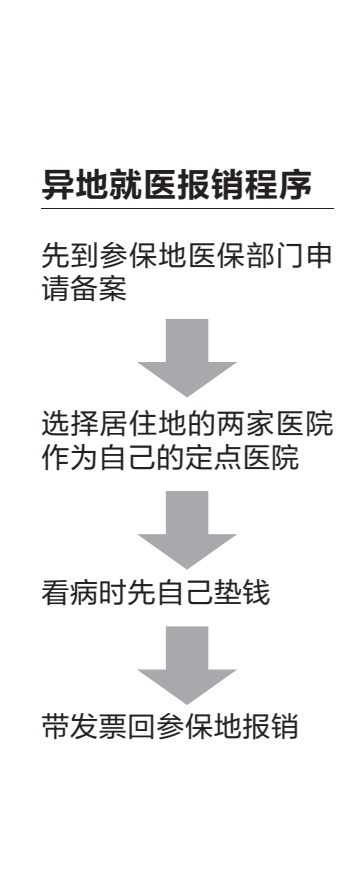 异地就医报销程序
先到参保地医保部门申
请备案
选择居住地的两家医院
作为自己的定点医院
看病时先自己垫钱
带发票回参保地报销